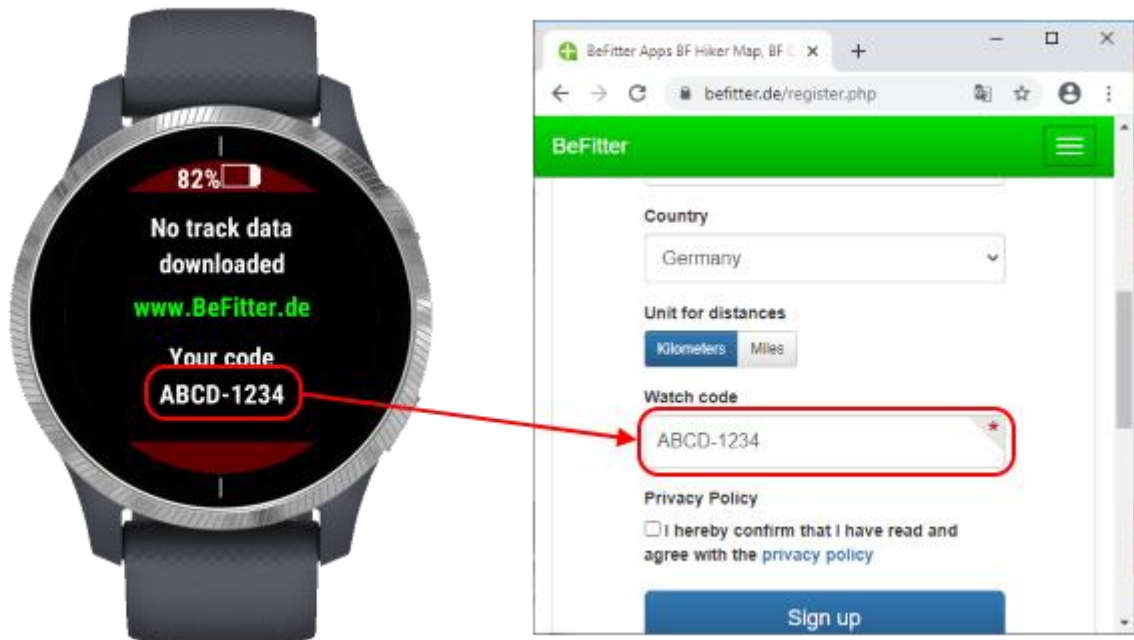 82%
No track data
downloaded
www.BeFitter.de
Your code
ABCD-1234
BeFitter Apps BF Hiker Map, BF
befitter.de/register.php
BeFitter
Country
Germany
Unit for distances
Kilometers Miles
Watch code
ABCD-1234
*
Privacy Policy
I hereby confirm that I have read and
agree with the privacy policy
Sign up